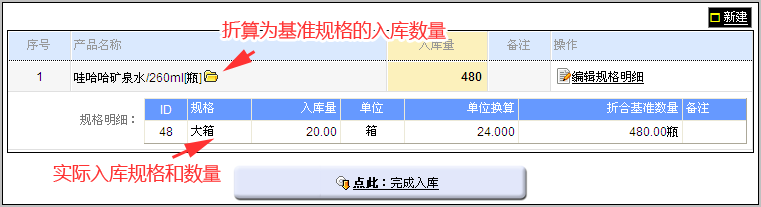 新建
折算为基准规格的入库数量
序号 产品名称 入库量 备注 操作
1 哇哈哈矿泉水/260ml[瓶] 480 编辑规格明细
规格明细： ID 规格 入库量 单位 单位换算 折合基准数量 备注
48 大箱 20.00 箱 24.000 480.00瓶
实际入库规格和数量
点此：完成入库